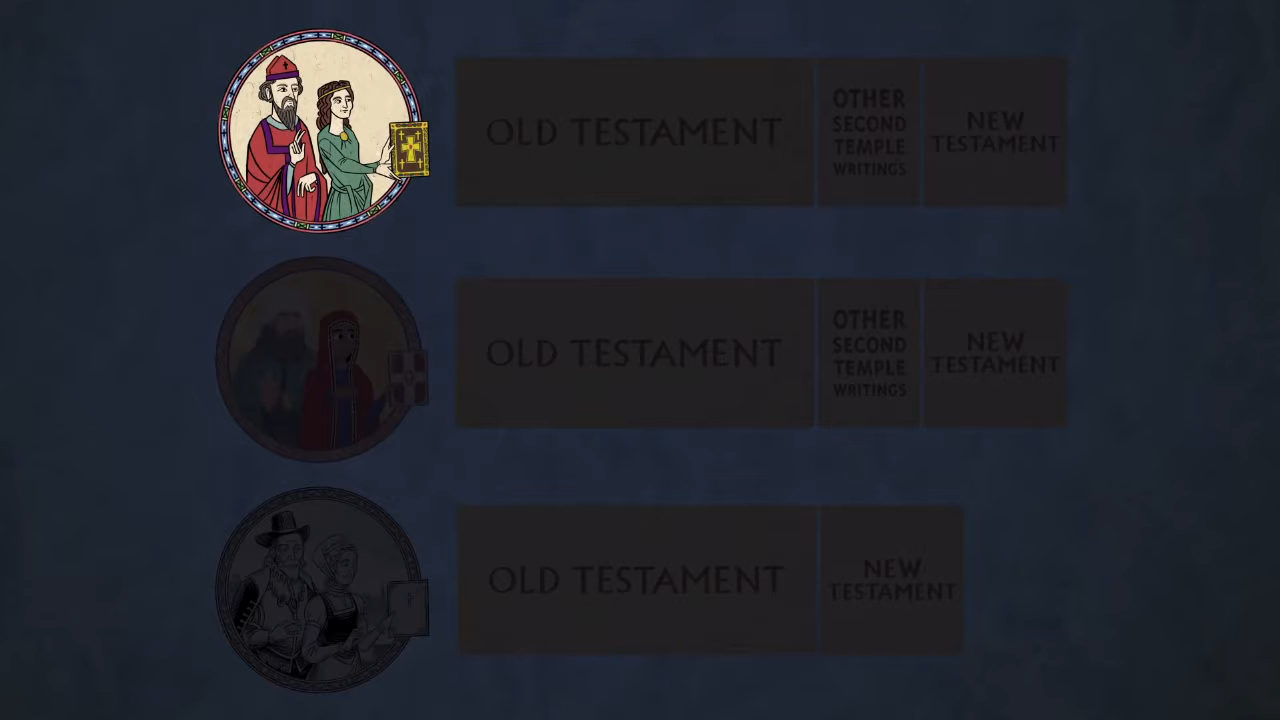 OLD TESTAMENT
OTHER
SECOND
TEMPLE
WRITINGS
NEW
TESTAMENT
OLD TESTAMENT
OTHER
SECOND
TEMPLE
WRITINGS
NEW
TESTAMENT
OLD TESTAMENT
NEW
TESTAMENT